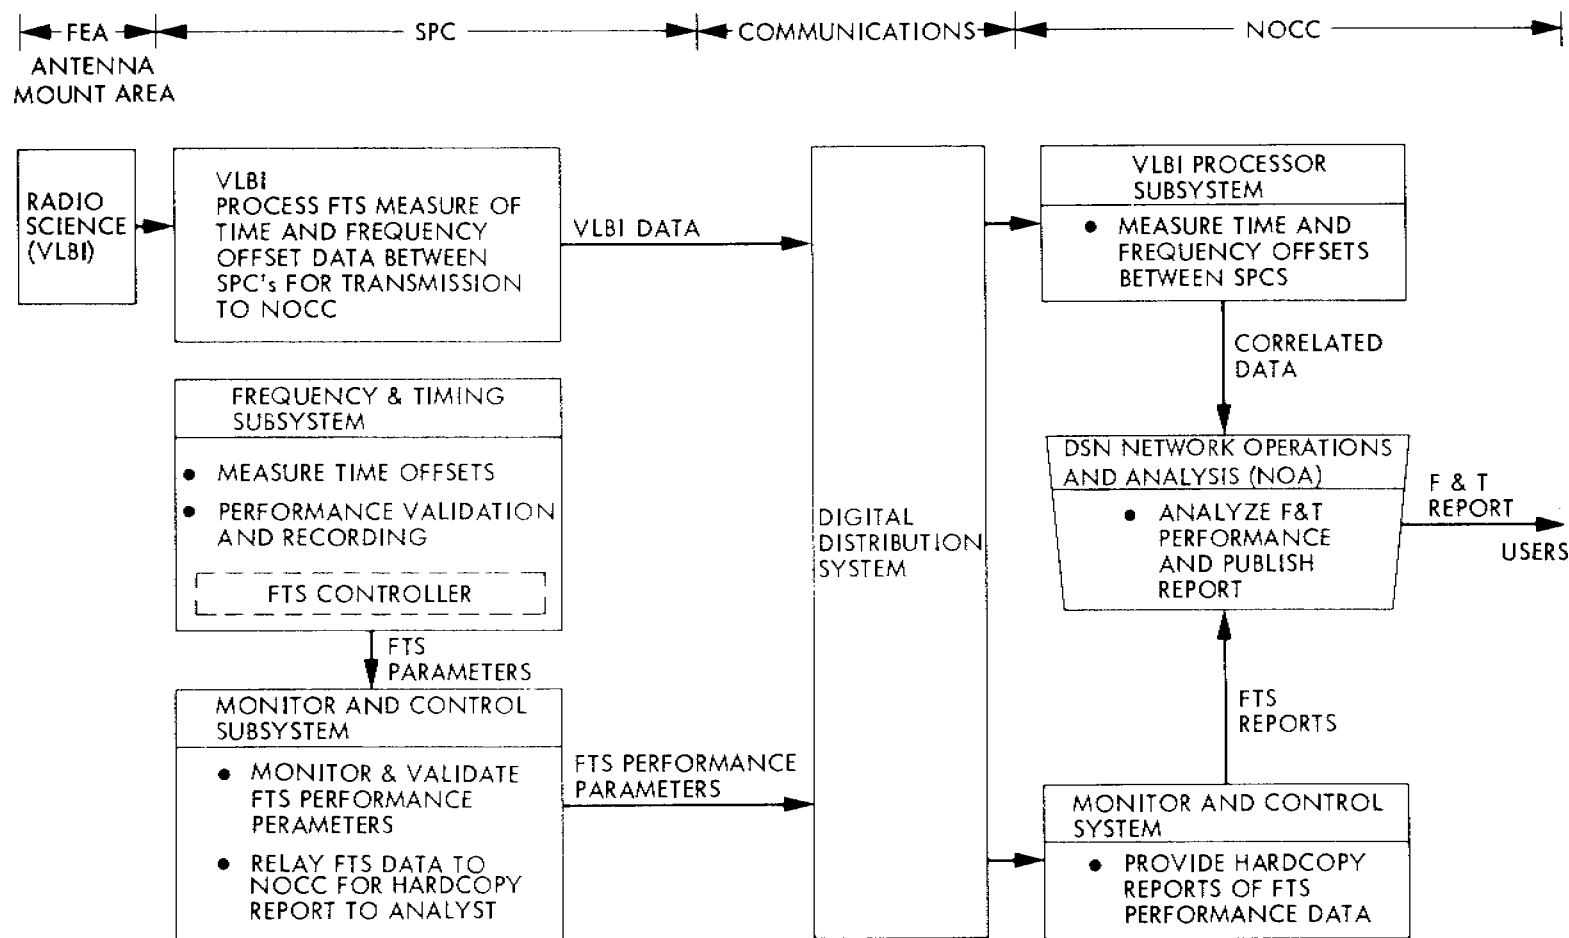 FEA
SPC
COMMUNICATIONS
NOCC
ANTENNA
MOUNT AREA
RADIO
SCIENCE
(VLBI)
VLBI
PROCESS FTS MEASURE OF
TIME AND FREQUENCY
OFFSET DATA BETWEEN
SPC's FOR TRANSMISSION
TO NOCC
VLBI DATA
FREQUENCY & TIMING
SUBSYSTEM
● MEASURE TIME OFFSETS
● PERFORMANCE VALIDATION
AND RECORDING
FTS CONTROLLER
FTS
PARAMETERS
MONITOR AND CONTROL
SUBSYSTEM
● MONITOR & VALIDATE
FTS PERFORMANCE
PERAMETERS
● RELAY FTS DATA TO
NOCC FOR HARDCOPY
REPORT TO ANALYST
FTS PERFORMANCE
PARAMETERS
DIGITAL
DISTRIBUTION
SYSTEM
VLBI PROCESSOR
SUBSYSTEM
● MEASURE TIME AND
FREQUENCY OFFSETS
BETWEEN SPCS
CORRELATED
DATA
DSN NETWORK OPERATIONS
AND ANALYSIS (NOA)
● ANALYZE F&T
PERFORMANCE
AND PUBLISH
REPORT
F & T
REPORT
USERS
FTS
REPORTS
MONITOR AND CONTROL
SYSTEM
● PROVIDE HARDCOPY
REPORTS OF FTS
PERFORMANCE DATA